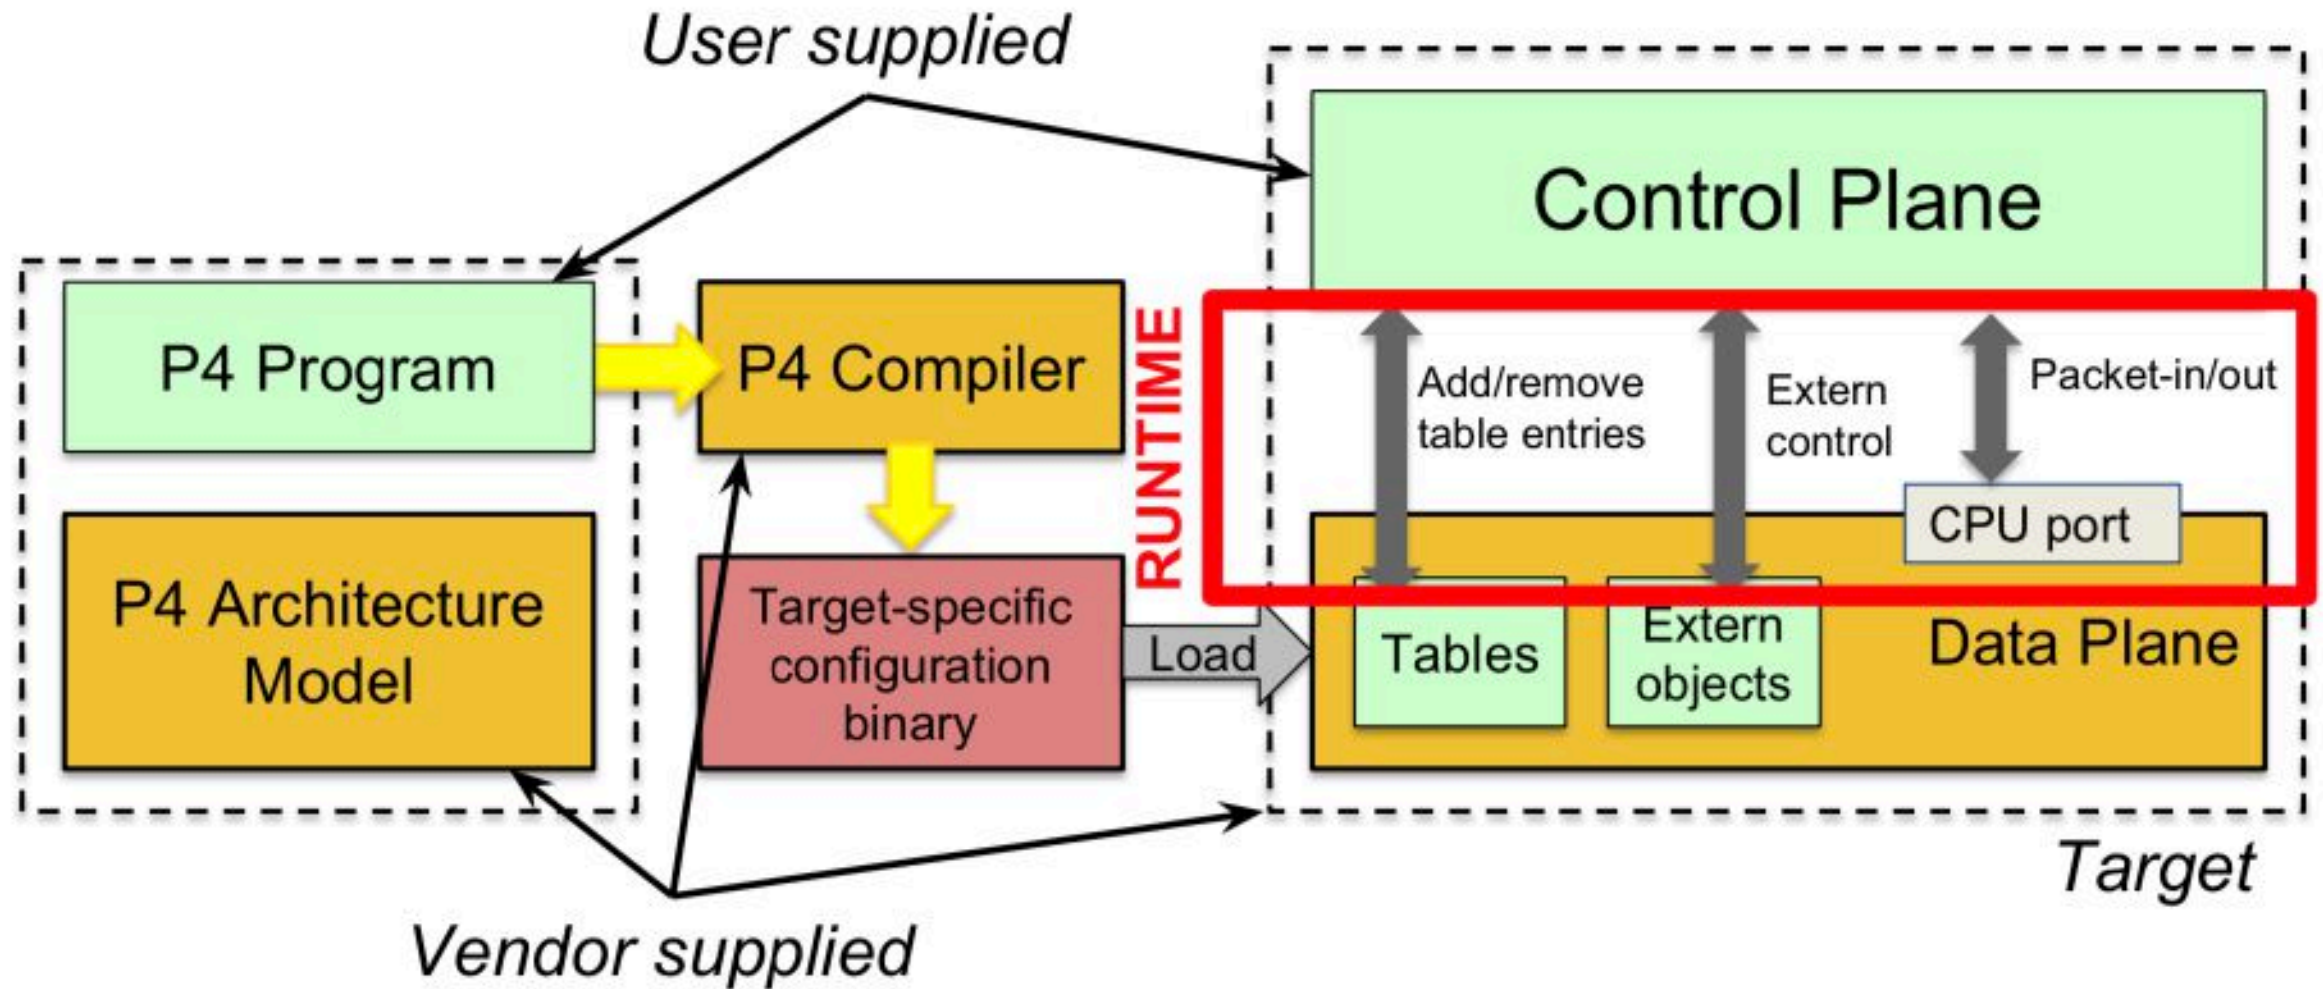 User supplied
Control Plane
P4 Program
P4 Compiler
RUNTIME
Add/remove
table entries
Extern
control
Packet-in/out
CPU port
P4 Architecture
Model
Target-specific
configuration
binary
Load
Tables
Extern
objects
Data Plane
Target
Vendor supplied